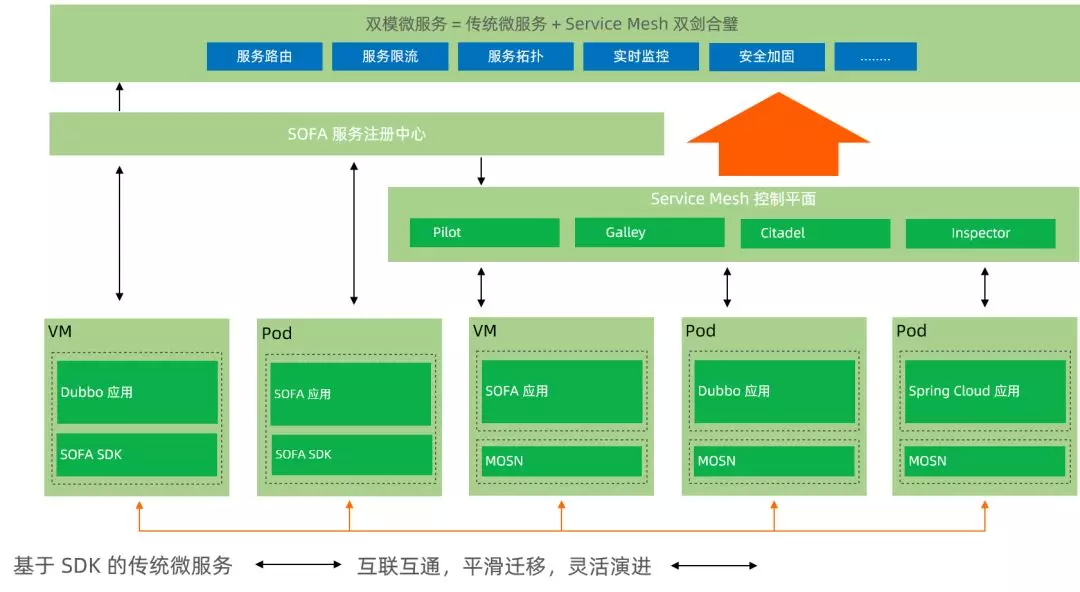 双模微服务 = 传统微服务 + Service Mesh 双剑合璧
服务路由
服务限流
服务拓扑
实时监控
安全加固
........
SOFA 服务注册中心
Service Mesh 控制平面
Pilot
Galley
Citadel
Inspector
VM
Dubbo 应用
SOFA SDK
Pod
SOFA 应用
SOFA SDK
VM
SOFA 应用
MOSN
Pod
Dubbo 应用
MOSN
Pod
Spring Cloud 应用
MOSN
基于 SDK 的传统微服务
互联互通，平滑迁移，灵活演进